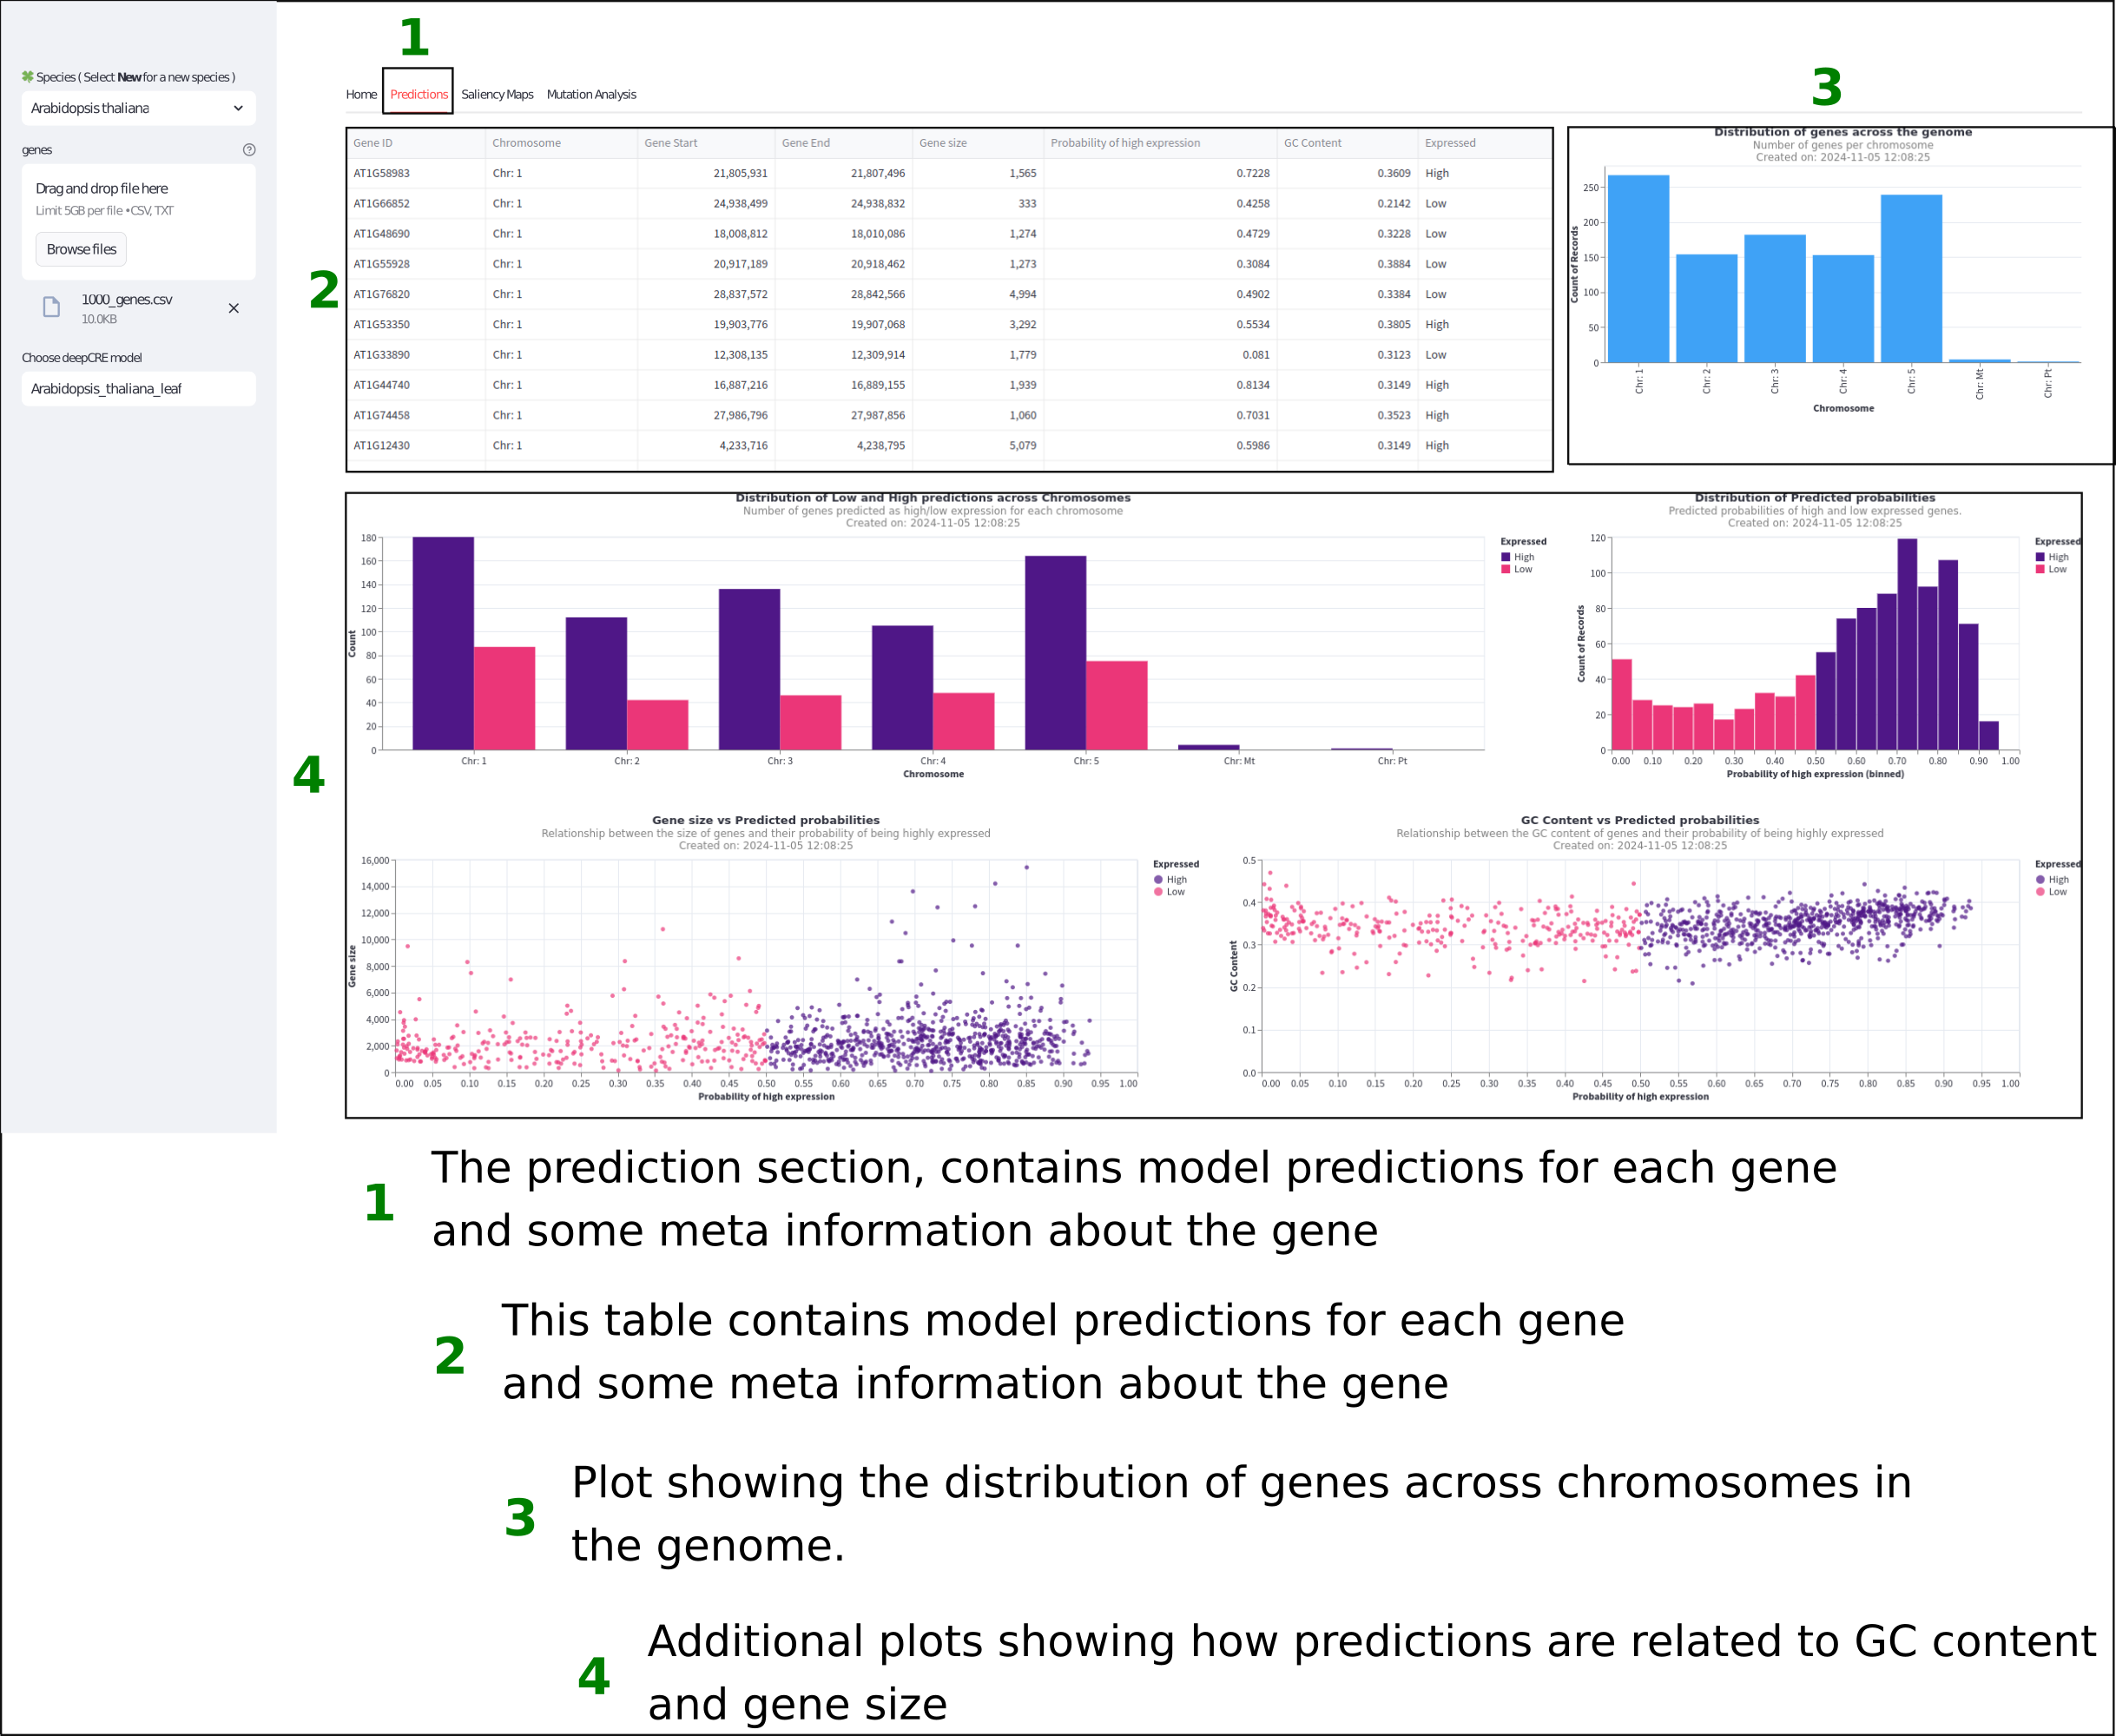 1
3
Species ( Select New for a new species )
Arabidopsis thaliana
genes
Drag and drop file here
Limit 5GB per file • CSV, TXT
Browse files
1000_genes.csv
10.0KB
Choose deepCRE model
Arabidopsis_thaliana_leaf
Home Predictions Saliency Maps Mutation Analysis
2
Gene ID Chromosome Gene Start Gene End Gene size Probability of high expression GC Content Expressed
AT1G58983 Chr: 1 21,805,931 21,807,496 1,565 0.7228 0.3609 High
AT1G66852 Chr: 1 24,938,499 24,938,832 333 0.4258 0.2142 Low
AT1G48690 Chr: 1 18,008,812 18,010,086 1,274 0.4729 0.3228 Low
AT1G55928 Chr: 1 20,917,189 20,918,462 1,273 0.3084 0.3884 Low
AT1G76820 Chr: 1 28,837,572 28,842,566 4,994 0.4902 0.3384 Low
AT1G53350 Chr: 1 19,903,776 19,907,068 3,292 0.5534 0.3805 High
AT1G33890 Chr: 1 12,308,135 12,309,914 1,779 0.081 0.3123 Low
AT1G44740 Chr: 1 16,887,216 16,889,155 1,939 0.8134 0.3149 High
AT1G74458 Chr: 1 27,986,796 27,987,856 1,060 0.7031 0.3523 High
AT1G12430 Chr: 1 4,233,716 4,238,795 5,079 0.5986 0.3149 High
Distribution of genes across the genome
Number of genes per chromosome
Created on: 2024-11-05 12:08:25
Count of Records
250
200
150
100
50
0
Chr: 1 Chr: 2 Chr: 3 Chr: 4 Chr: 5 Chr: Mt Chr: Pt
Chromosome
4
Distribution of Low and High predictions across Chromosomes
Number of genes predicted as high/low expression for each chromosome
Created on: 2024-11-05 12:08:25
Count
180
160
140
120
100
80
60
40
20
0
Chr: 1 Chr: 2 Chr: 3 Chr: 4 Chr: 5 Chr: Mt Chr: Pt
Chromosome
Expressed
High
Low
Distribution of Predicted probabilities
Predicted probabilities of high and low expressed genes.
Created on: 2024-11-05 12:08:25
Count of Records
120
100
80
60
40
20
0
0.00 0.10 0.20 0.30 0.40 0.50 0.60 0.70 0.80 0.90 1.00
Probability of high expression (binned)
Expressed
High
Low
Gene size vs Predicted probabilities
Relationship between the size of genes and their probability of being highly expressed
Created on: 2024-11-05 12:08:25
Gene size
16,000
14,000
12,000
10,000
8,000
6,000
4,000
2,000
0
0.00 0.05 0.10 0.15 0.20 0.25 0.30 0.35 0.40 0.45 0.50 0.55 0.60 0.65 0.70 0.75 0.80 0.85 0.90 0.95 1.00
Probability of high expression
Expressed
High
Low
GC Content vs Predicted probabilities
Relationship between the GC content of genes and their probability of being highly expressed
Created on: 2024-11-05 12:08:25
GC Content
0.5
0.4
0.3
0.2
0.1
0.0
0.00 0.05 0.10 0.15 0.20 0.25 0.30 0.35 0.40 0.45 0.50 0.55 0.60 0.65 0.70 0.75 0.80 0.85 0.90 0.95 1.00
Probability of high expression
Expressed
High
Low
1
The prediction section, contains model predictions for each gene
and some meta information about the gene
2
This table contains model predictions for each gene
and some meta information about the gene
3
Plot showing the distribution of genes across chromosomes in
the genome.
4
Additional plots showing how predictions are related to GC content
and gene size